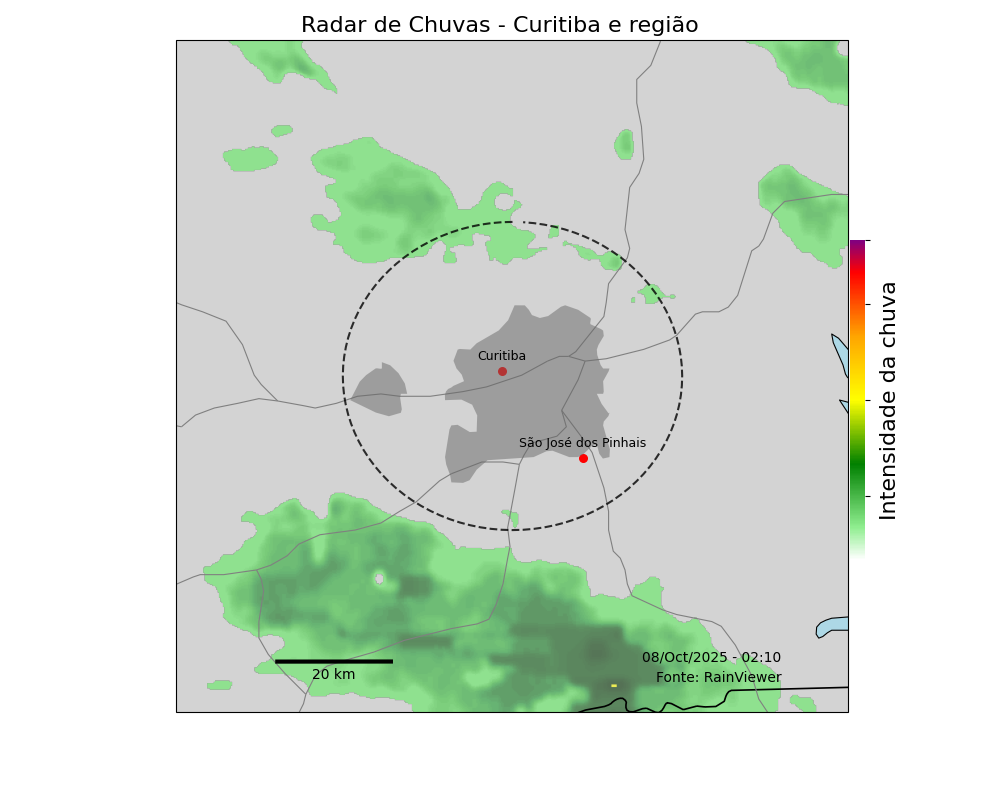 Radar de Chuvas - Curitiba e região
Curitiba
São José dos Pinhais
Intensidade da chuva
08/Oct/2025 - 02:10
Fonte: RainViewer
20 km